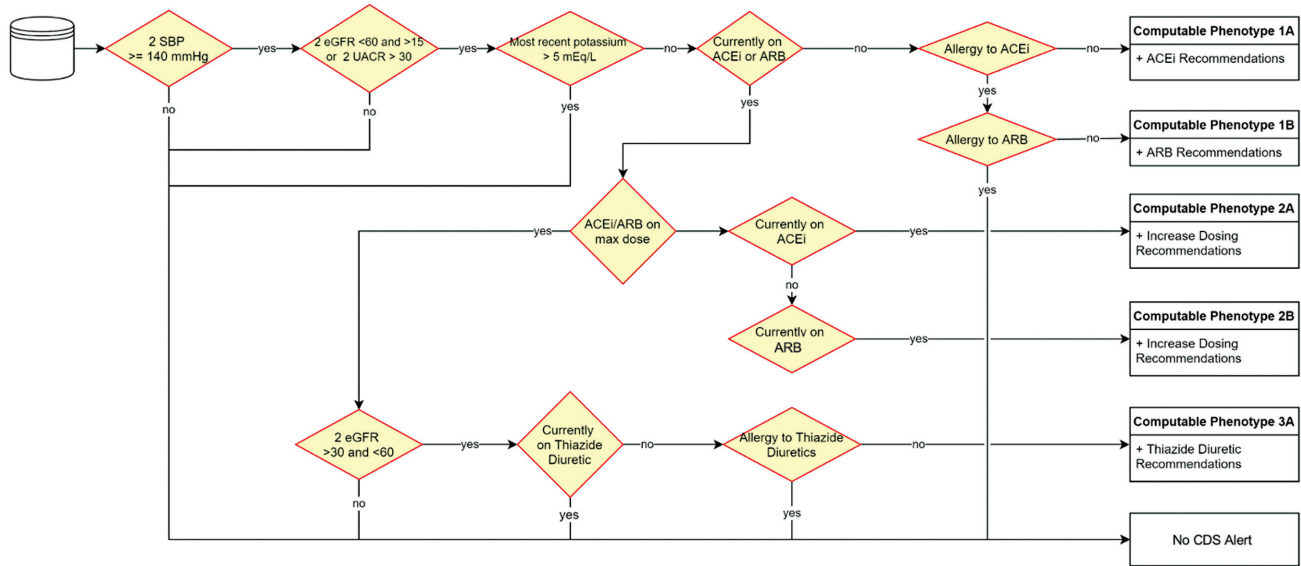 2 SBP
>= 140 mmHg
yes
2 eGFR <60 and >15
or 2 UACR > 30
yes
Most recent potassium
> 5 mEq/L
no
Currently on
ACEi or ARB
no
Allergy to ACEi
no
Computable Phenotype 1A
+ ACEi Recommendations
no
no
yes
yes
yes
Allergy to ARB
no
Computable Phenotype 1B
+ ARB Recommendations
yes
yes
ACEi/ARB on
max dose
Currently on
ACEi
yes
Computable Phenotype 2A
+ Increase Dosing
Recommendations
no
Currently on
ARB
yes
Computable Phenotype 2B
+ Increase Dosing
Recommendations
2 eGFR
>30 and <60
yes
Currently
on Thiazide
Diuretic
no
Allergy to Thiazide
Diuretics
no
Computable Phenotype 3A
+ Thiazide Diuretic
Recommendations
no
yes
yes
No CDS Alert